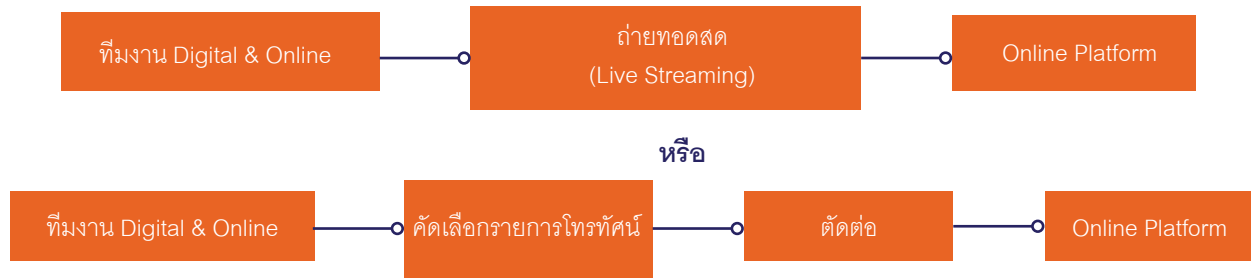 ทีมงาน Digital & Online
ถ่ายทอดสด
(Live Streaming)
Online Platform
หรือ
ทีมงาน Digital & Online
คัดเลือกรายการโทรทัศน์
ตัดต่อ
Online Platform